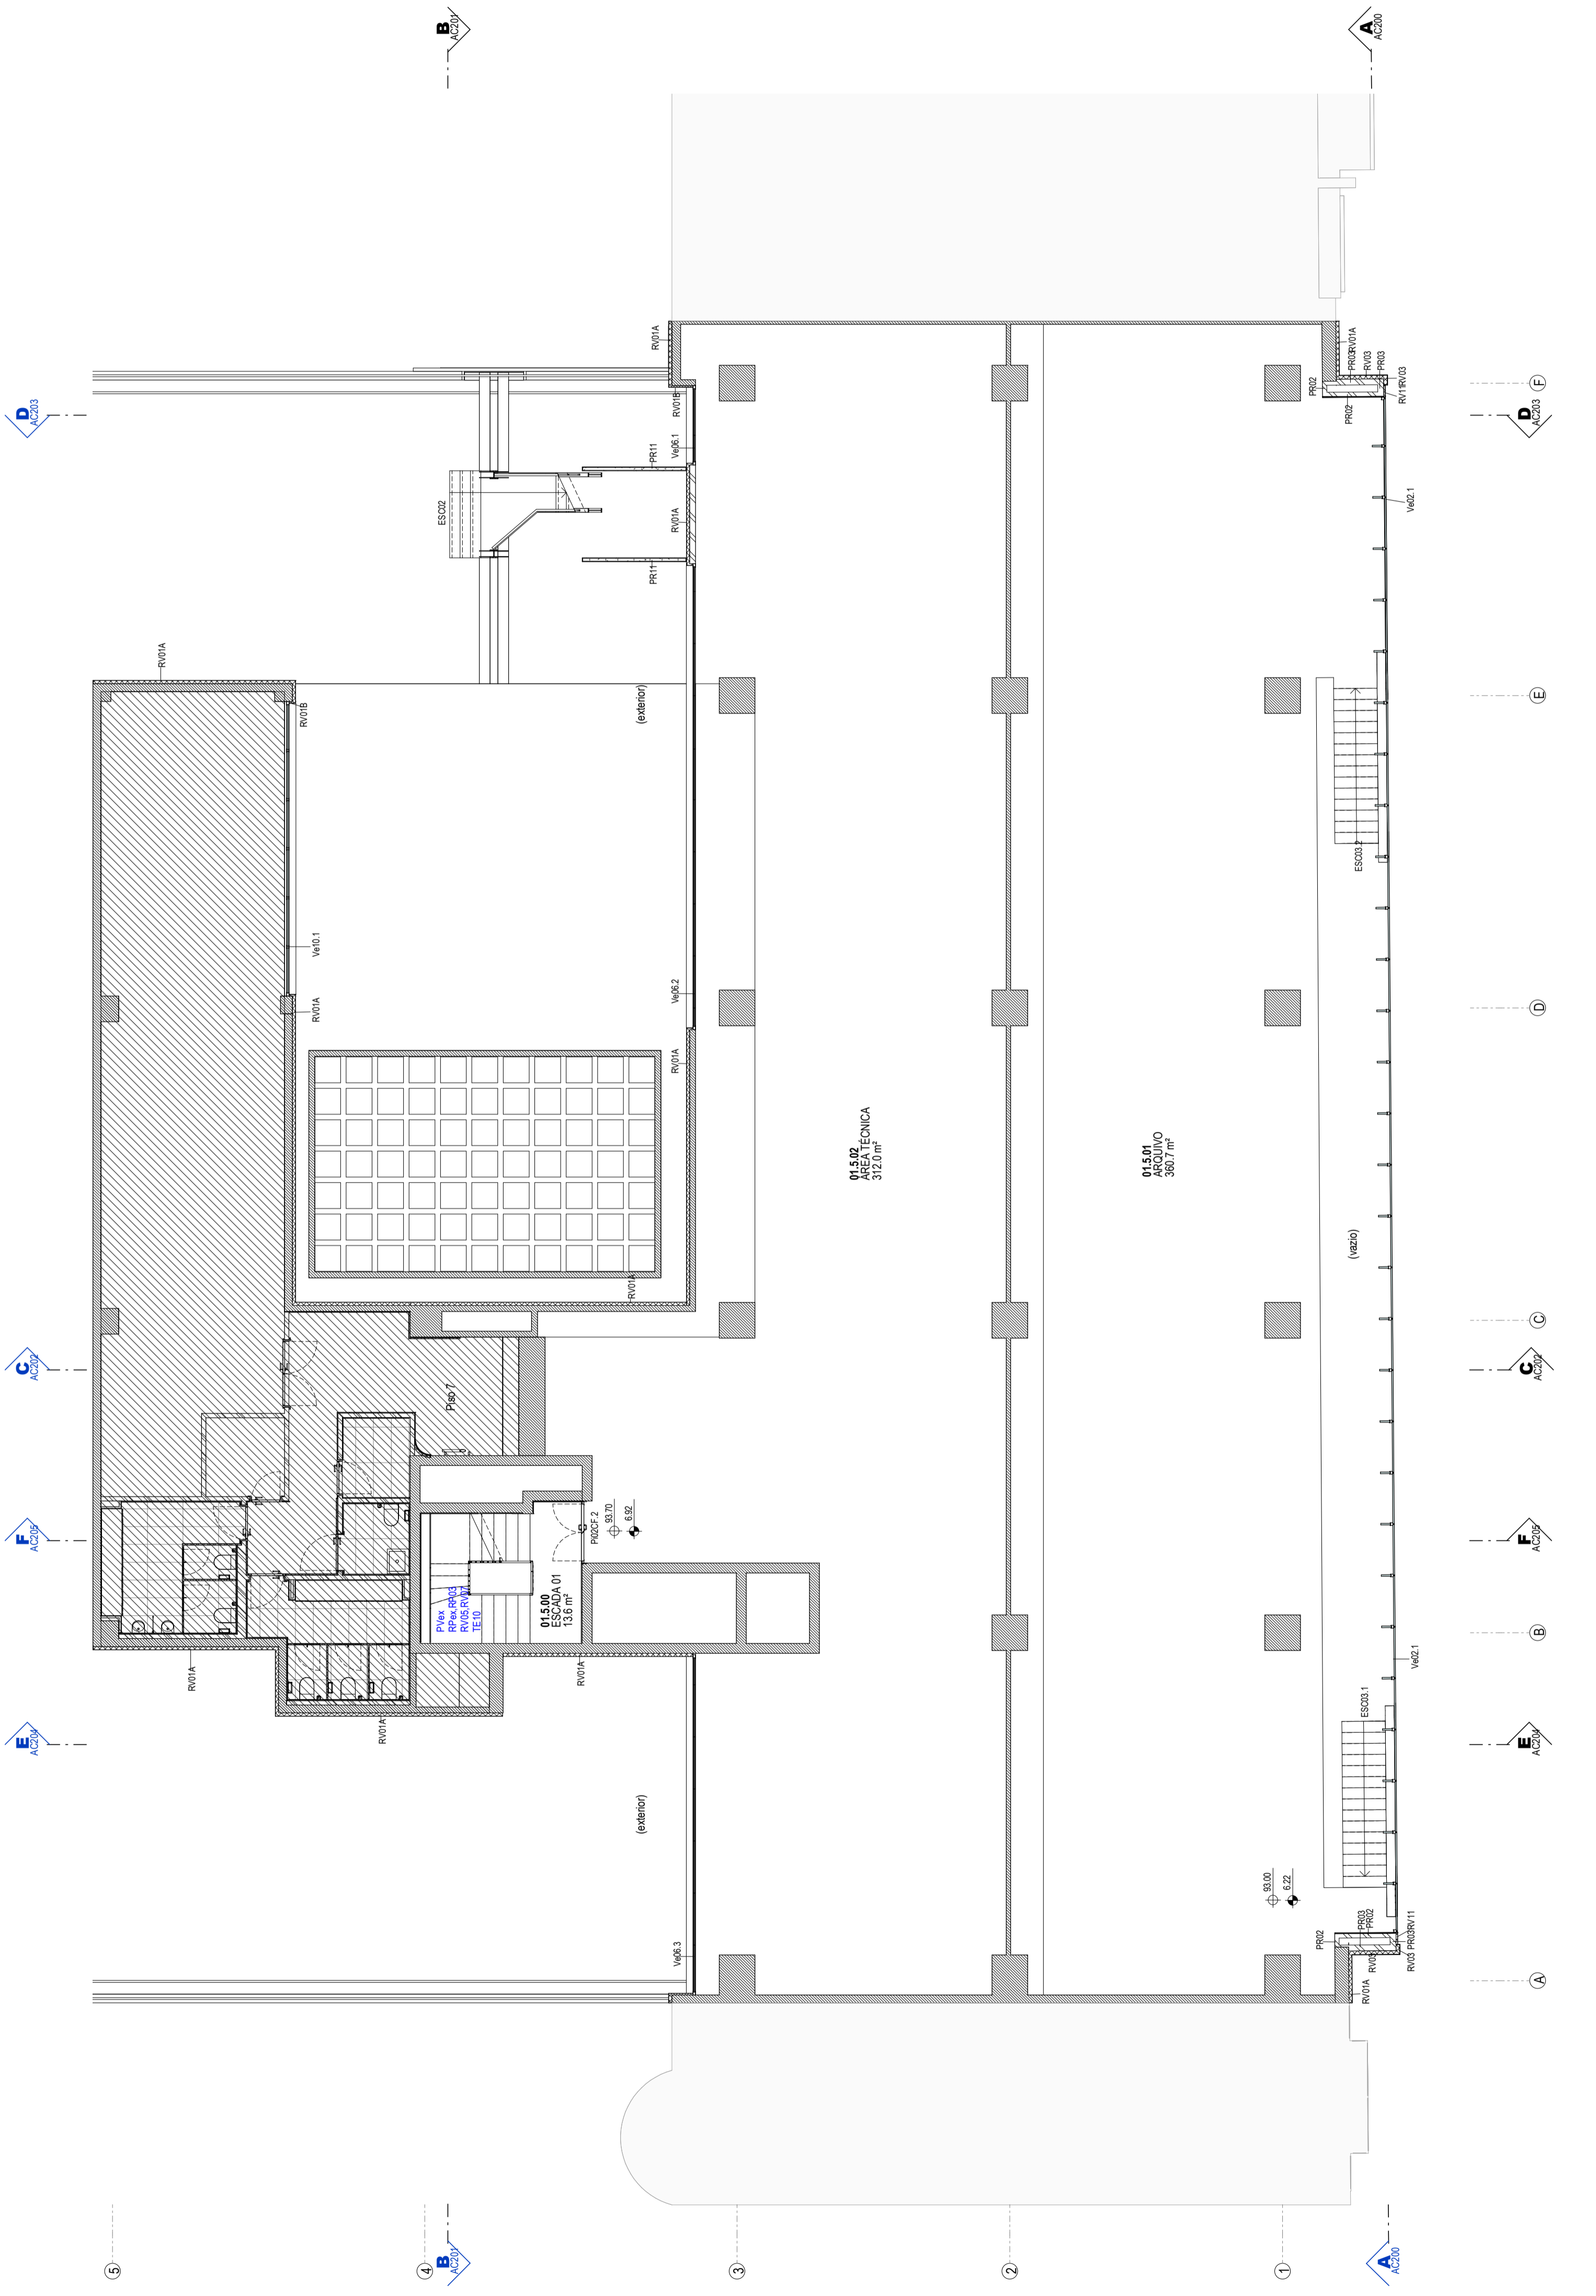 B
AC201
A
AC200
D
AC203
RV01A
RV01B
Ve06.1
PR11
RV01A
PR11
ESC02
PR02
PR03
RV01A
RV03
PR03
RV11
RV03
PR02
F
D
AC203
Ve02.1
RV01A
RV01B
(exterior)
E
ESC03.2
Ve10.1
RV01A
Ve06.2
RV01A
D
01.5.02
ÁREA TÉCNICA
312.0 m²
01.5.01
ARQUIVO
360.7 m²
(vazio)
RV01A
C
C
AC202
Piso 7
C
AC202
F
AC205
PI02CF.2
93.70
6.92
F
AC205
PVex
RPex,RP03
RV05,RV07
TE10
01.5.00
ESCADA 01
13.6 m²
B
RV01A
RV01A
RV01A
Ve02.1
ESC03.1
E
AC204
E
AC204
(exterior)
93.00
6.22
Ve06.3
PR02
PR03
PR02
RV11
PR03
RV03
RV03
RV01A
A
5
4
B
AC201
3
2
1
A
AC200